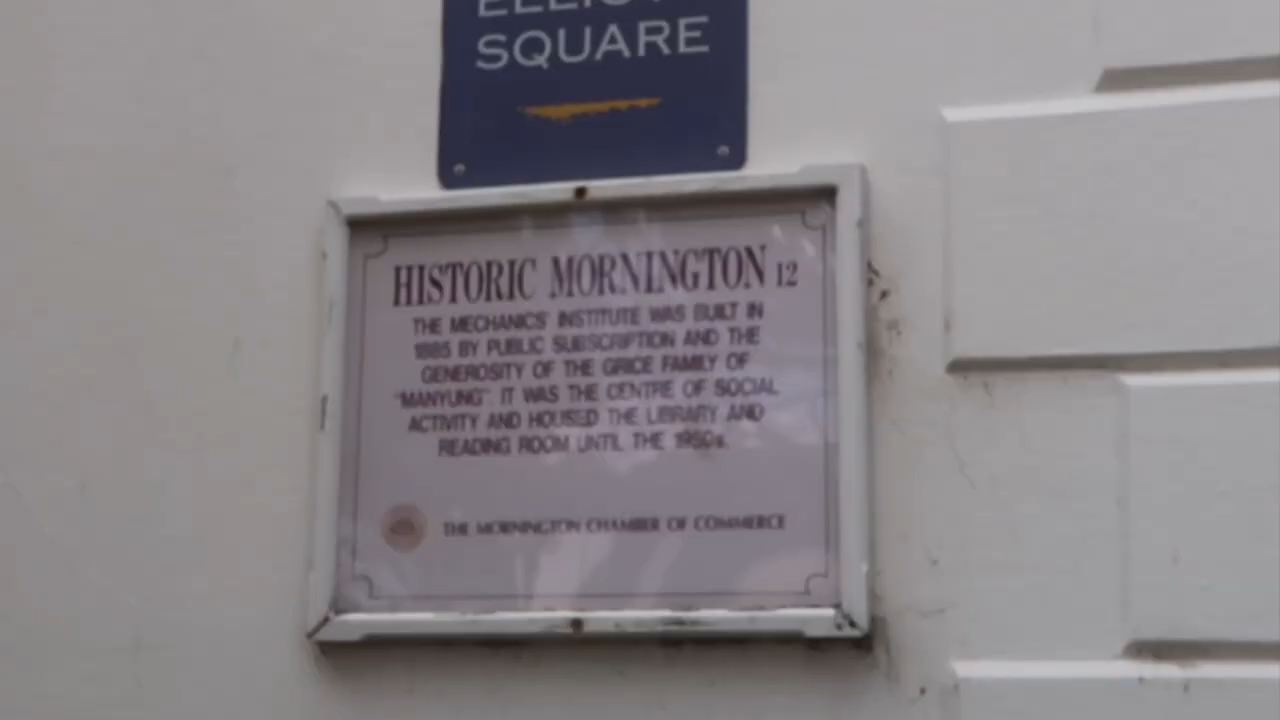 SQUARE
HISTORIC MORNINGTON 12
THE MECHANICS' INSTITUTE WAS BUILT IN
1885 BY PUBLIC SUBSCRIPTION AND THE
GENEROSITY OF THE GRICE FAMILY OF
"MANYUNG". IT WAS THE CENTRE OF SOCIAL
ACTIVITY AND HOUSED THE LIBRARY AND
READING ROOM UNTIL THE 1950s.
THE MORNINGTON CHAMBER OF COMMERCE